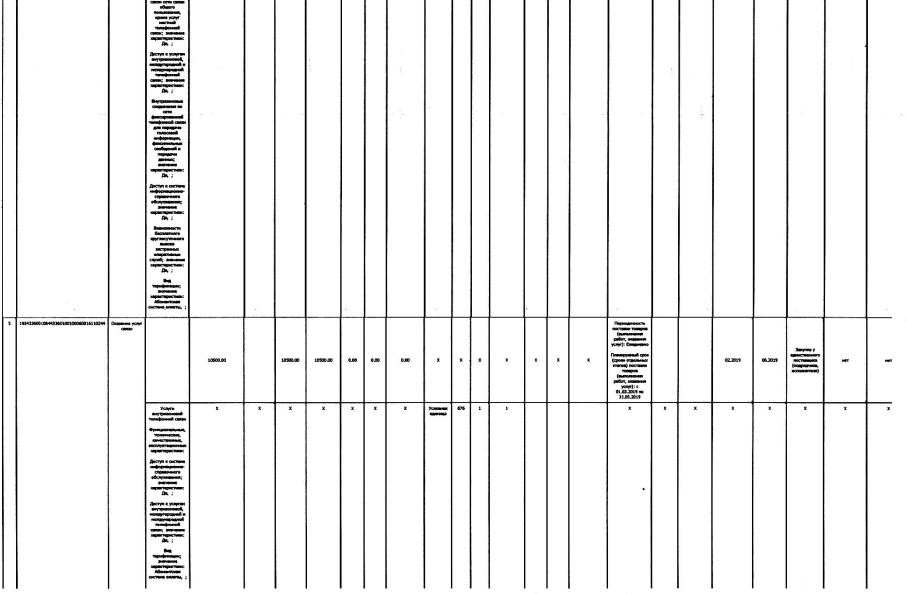 связи сети связи
общего
пользования,
кроме услуг
местной
телефонной
связи; значение
характеристики:
Да, ;
Доступ к услугам
внутризоновой,
междугородной и
международной
телефонной
связи; значение
характеристики:
Да, ;
Внутризоновые
соединения по
сети
фиксированной
телефонной связи
для передачи
голосовой
информации,
факсимильных
сообщений и
передачи
данных;
значение
характеристики:
Да, ;
Доступ к системе
информационно-
справочного
обслуживания;
значение
характеристики:
Да, ;
Возможности
бесплатного
круглосуточного
вызова
экстренных
оперативных
служб; значение
характеристики:
Да, ;
Вид
тарификации;
значение
характеристики:
Абонентская
система оплаты, ;
5
Оказание услуг
связи
10500.00 10500.00 10500.00 0.00 0.00 0.00 X X X X X X X
Периодичность
поставки товаров
(выполнения
работ, оказания
услуг): Ежедневно
Планируемый срок
(сроки отдельных
этапов) поставки
товаров
(выполнения
работ, оказания
услуг): с
01.03.2019 по
31.05.2019
02.2019 06.2019
Закупка у
единственного
поставщика
(подрядчика,
исполнителя)
нет нет
Услуги
внутризоновой
телефонной связи
X X X X X X X
Условная
единица
876 1 1 X X X X X X X X
Функциональные,
технические,
качественные,
эксплуатационные
характеристики:
Доступ к системе
информационно-
справочного
обслуживания;
значение
характеристики:
Да, ;
Доступ к услугам
внутризоновой,
междугородной и
международной
телефонной
связи; значение
характеристики:
Да, ;
Вид
тарификации;
значение
характеристики:
Абонентская
система оплаты, ;